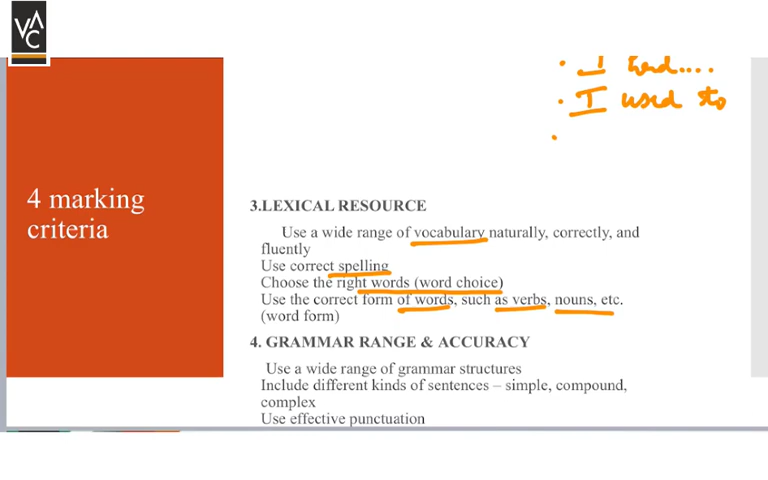 VAC
• I had....
• I used to
•
4 marking
criteria
3.LEXICAL RESOURCE
Use a wide range of vocabulary naturally, correctly, and
fluently
Use correct spelling
Choose the right words (word choice)
Use the correct form of words, such as verbs, nouns, etc.
(word form)
4. GRAMMAR RANGE & ACCURACY
Use a wide range of grammar structures
Include different kinds of sentences – simple, compound,
complex
Use effective punctuation